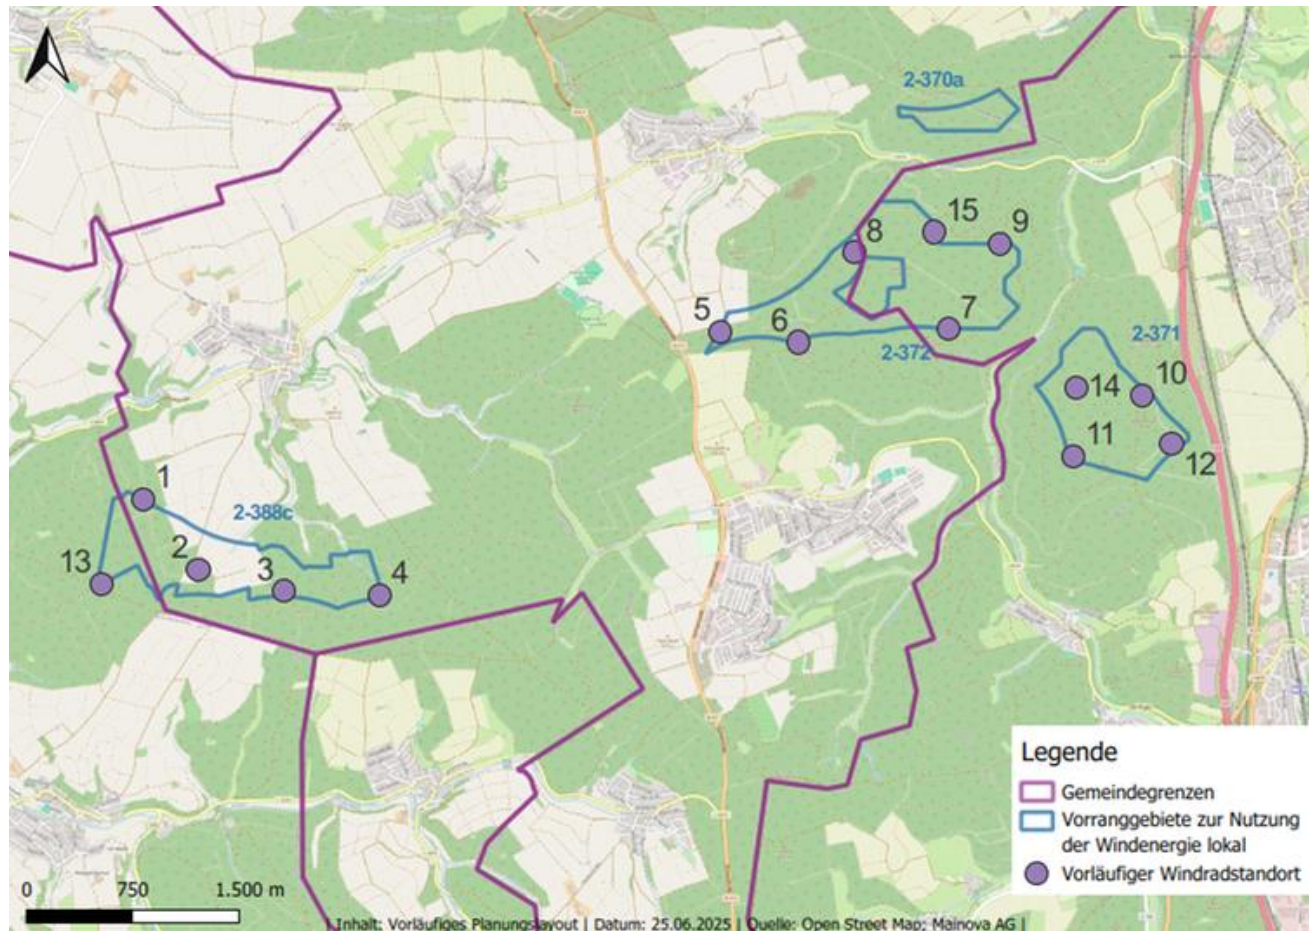 2-370a
15
9
8
5
6
7
2-372
2-371
14
10
11
12
1
2-388c
2
13
3
4
Legende
Gemeindegrenzen
Vorranggebiete zur Nutzung
der Windenergie lokal
Vorläufiger Windradstandort
0 750 1.500 m
| Inhalt: Vorläufiges Planungslayout | Datum: 25.06.2025 | Quelle: Open Street Map; Mainova AG |